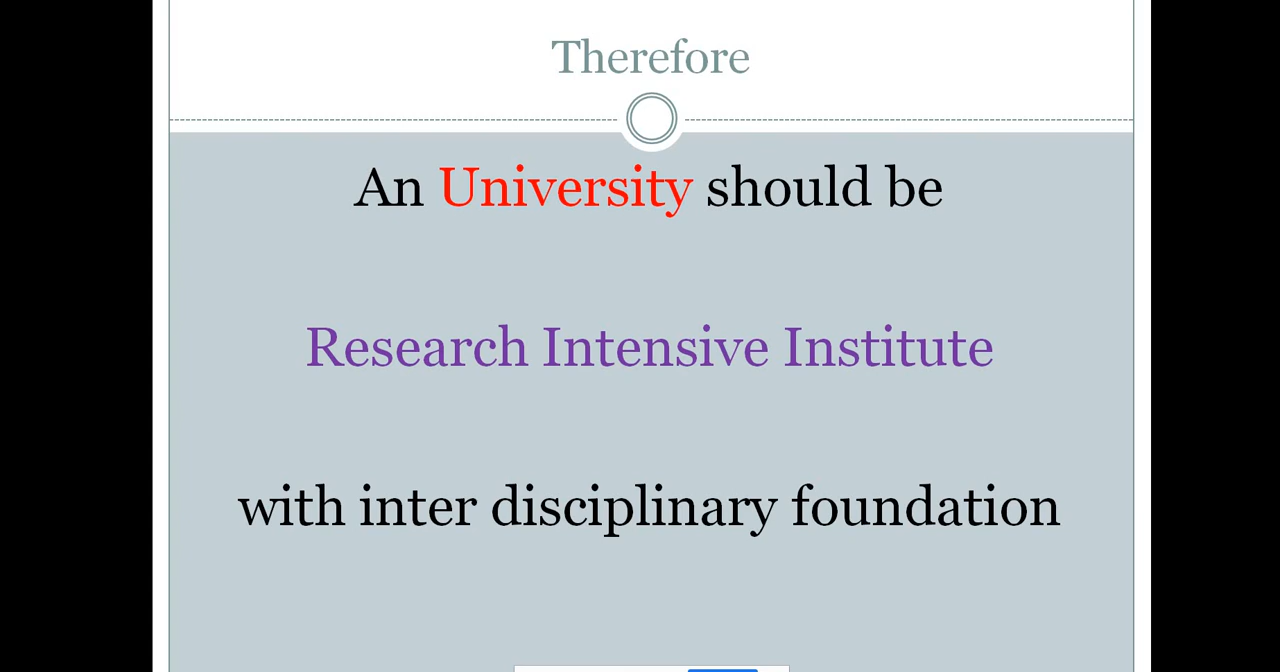 Therefore
An University should be
Research Intensive Institute
with inter disciplinary foundation